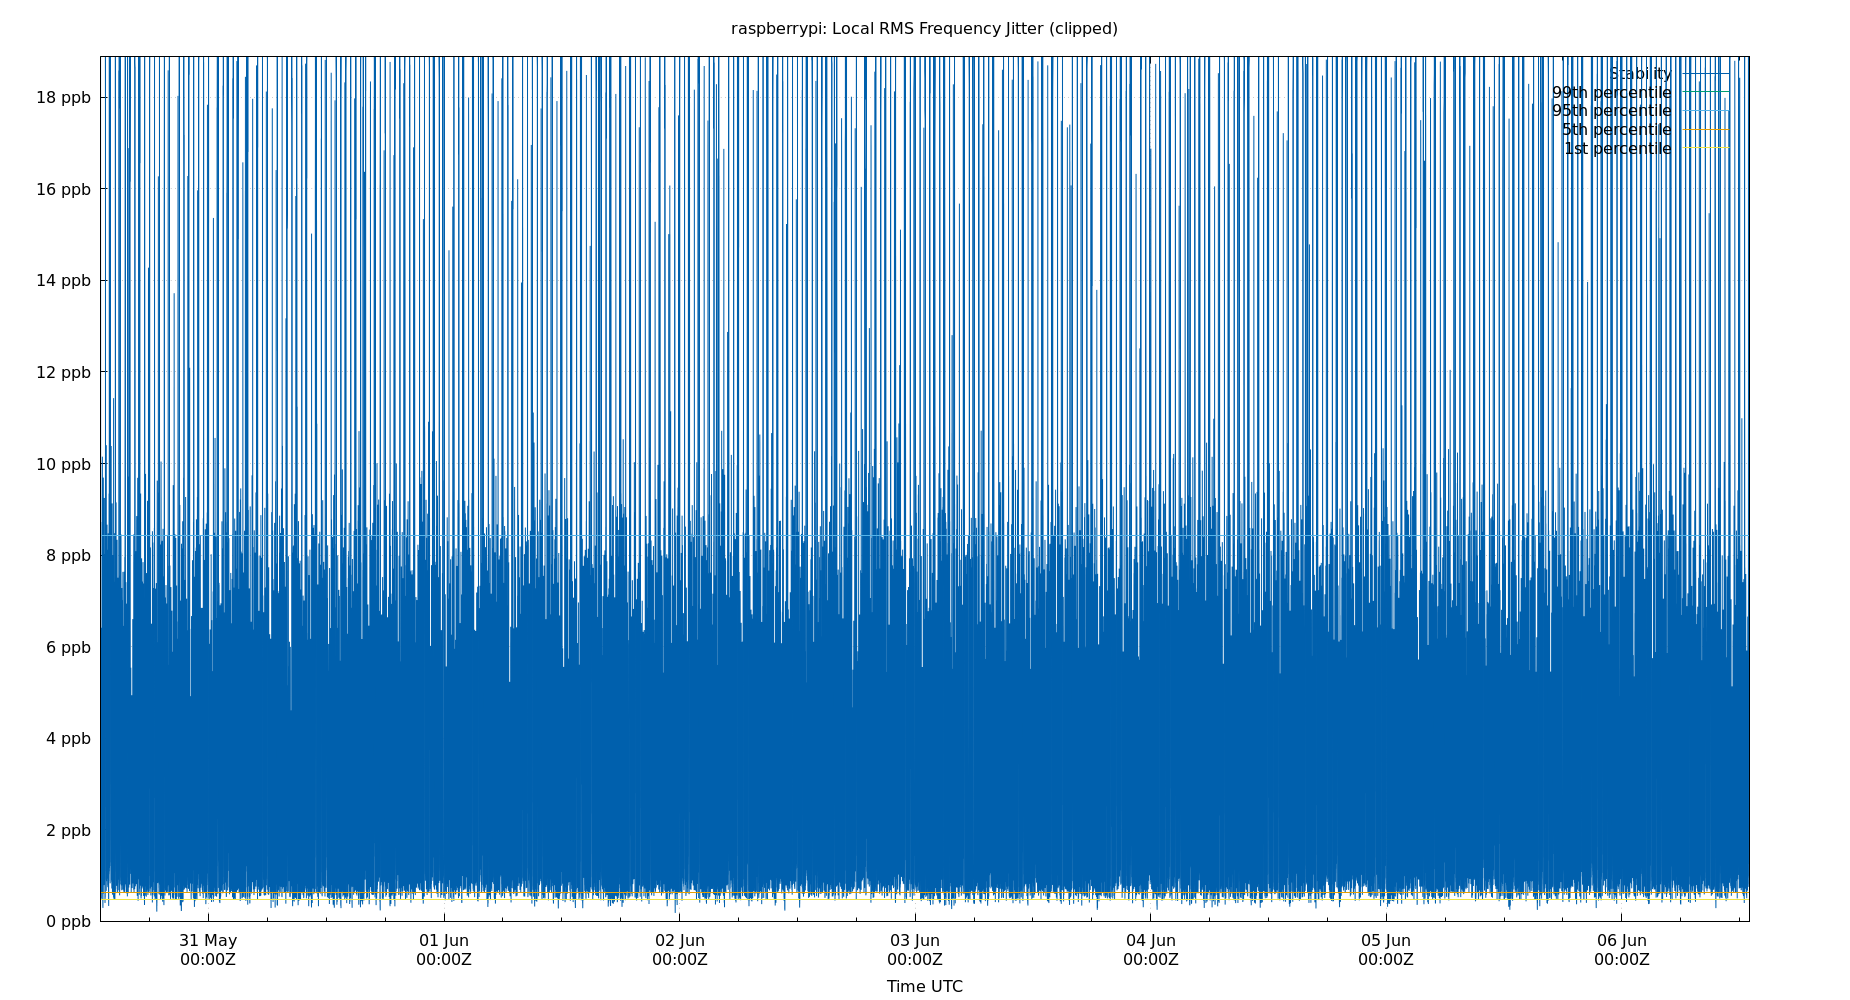 raspberrypi: Local RMS Frequency Jitter (clipped)
Stability
99th percentile
95th percentile
5th percentile
1st percentile
18 ppb
16 ppb
14 ppb
12 ppb
10 ppb
8 ppb
6 ppb
4 ppb
2 ppb
0 ppb
31 May 01 Jun 02 Jun 03 Jun 04 Jun 05 Jun 06 Jun
00:00Z 00:00Z 00:00Z 00:00Z 00:00Z 00:00Z 00:00Z
Time UTC